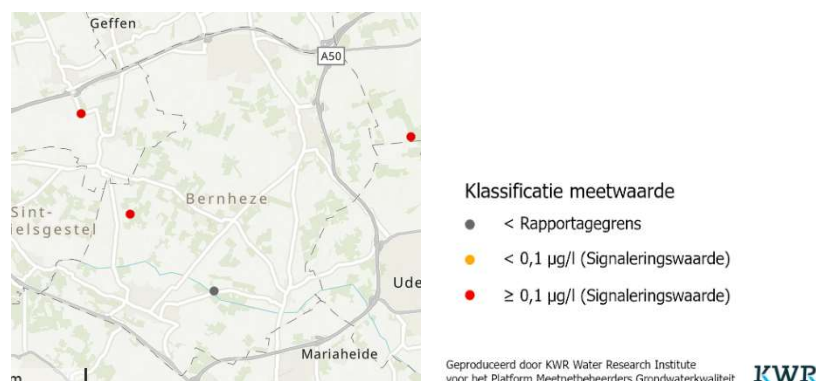 Geffen
A50
Bernheze
Sint-
ielsgestel
Ude
Mariaheide
m
Klassificatie meetwaarde
< Rapportagegrens
< 0,1 µg/l (Signaleringswaarde)
≥ 0,1 µg/l (Signaleringswaarde)
Geproduceerd door KWR Water Research Institute
voor het Platform Meetnetbeheerders Grondwaterkwaliteit
KWR